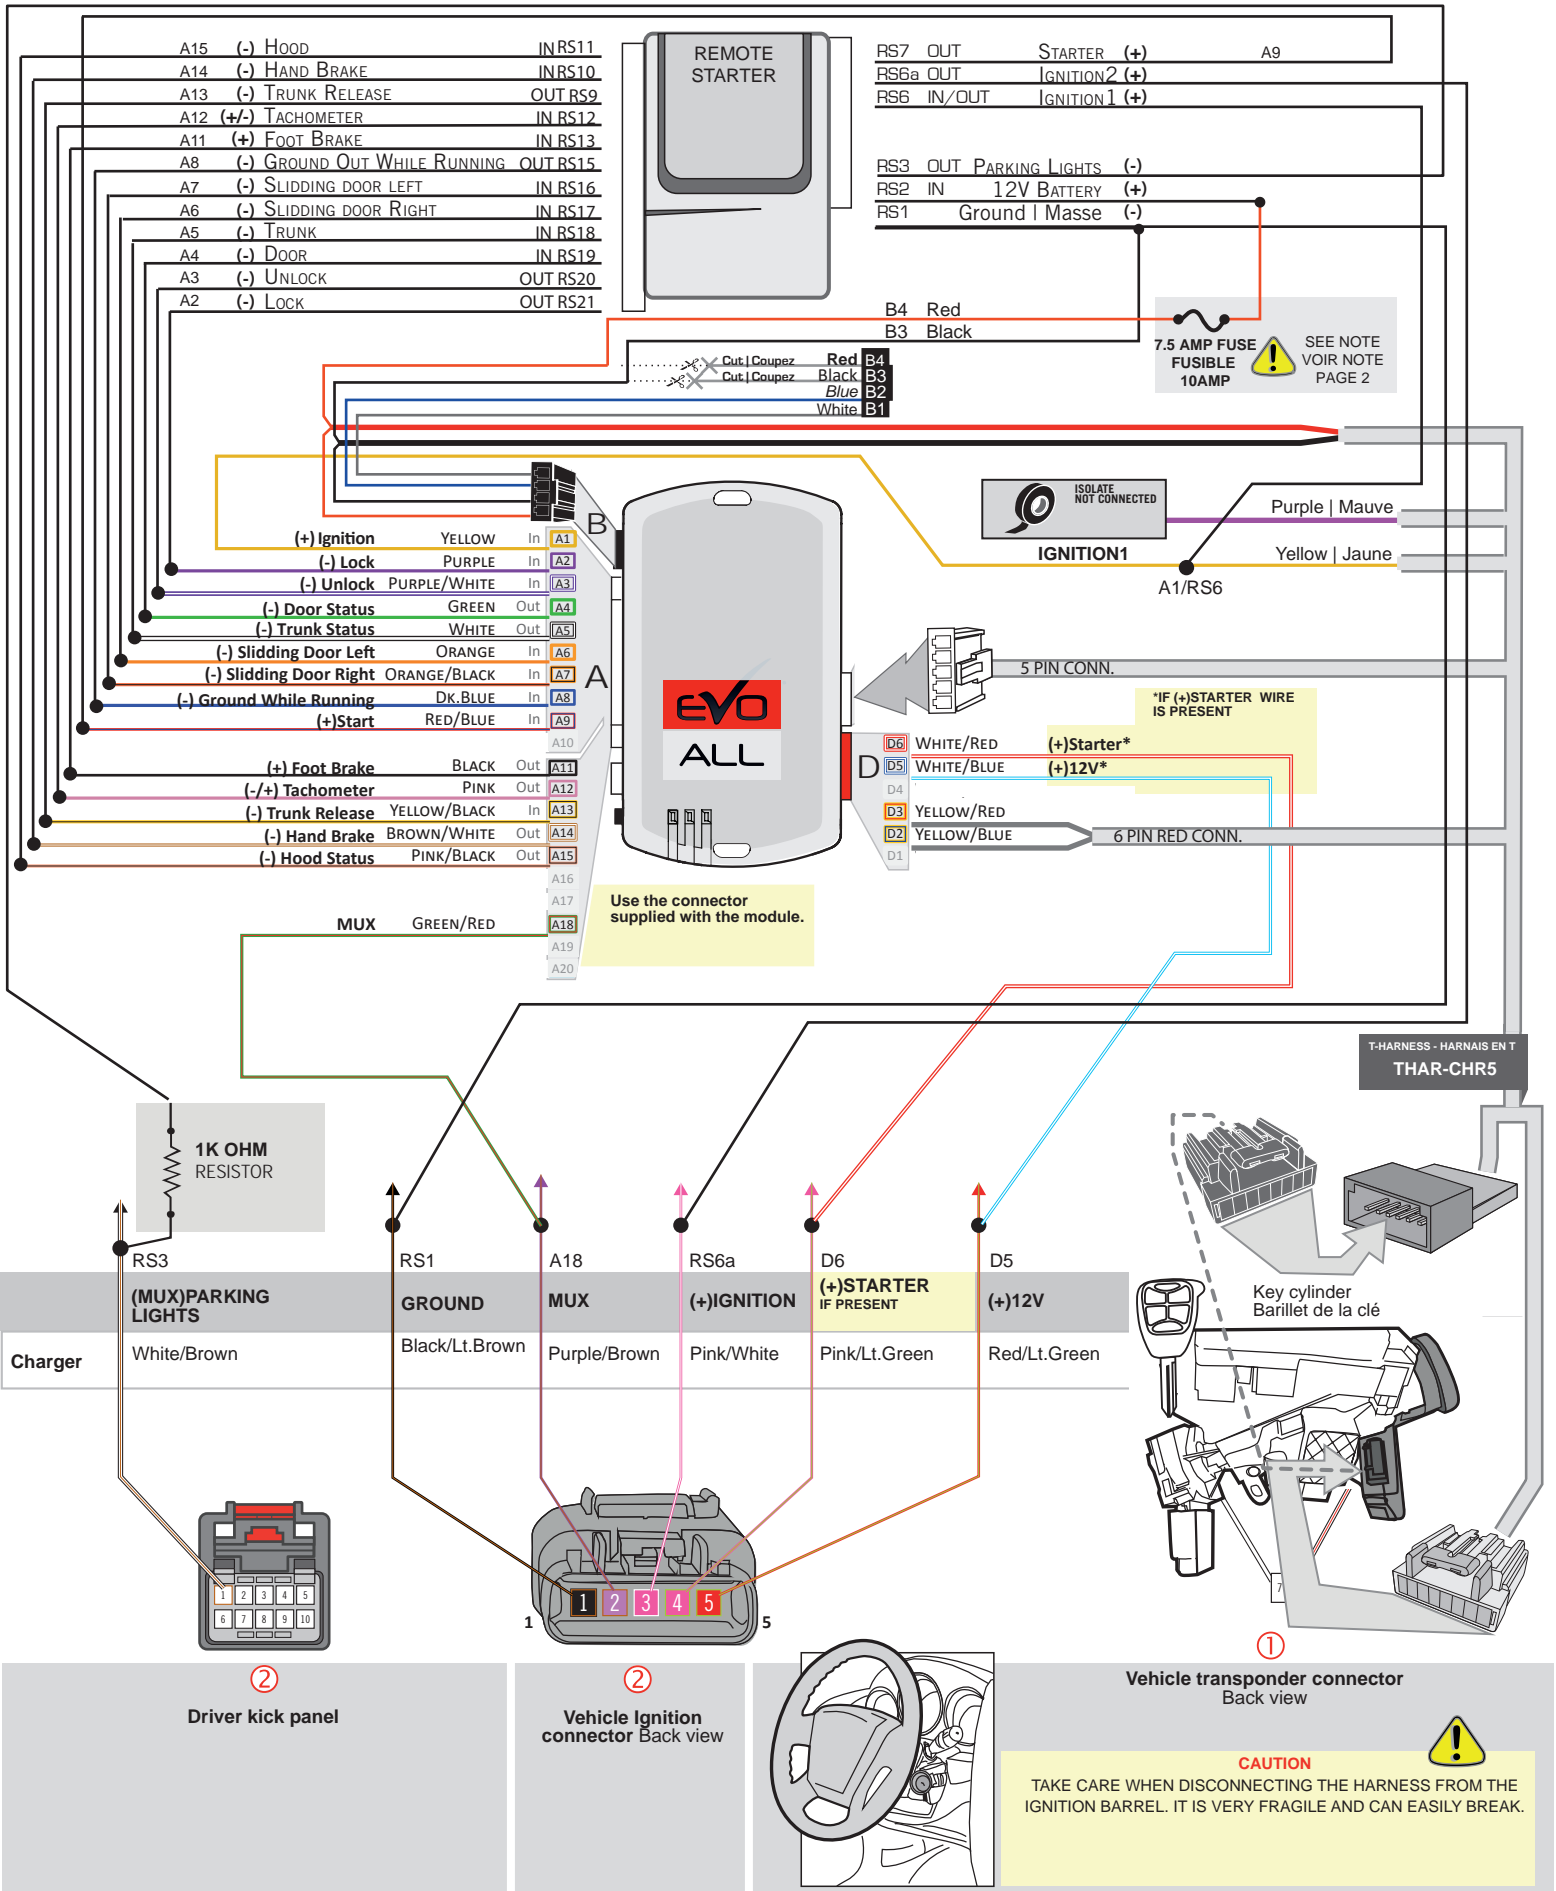 A15 (-) Hood IN RS11
A14 (-) Hand Brake IN RS10
A13 (-) Trunk Release OUT RS9
A12 (+/-) Tachometer IN RS12
A11 (+) Foot Brake IN RS13
A8 (-) Ground Out While Running OUT RS15
A7 (-) Slidding door left IN RS16
A6 (-) Slidding door Right IN RS17
A5 (-) Trunk IN RS18
A4 (-) Door IN RS19
A3 (-) Unlock OUT RS20
A2 (-) Lock OUT RS21
REMOTE
STARTER
RS7 OUT Starter (+) A9
RS6a OUT Ignition2 (+)
RS6 IN/OUT Ignition1 (+)
RS3 OUT Parking Lights (-)
RS2 IN 12V Battery (+)
RS1 Ground | Masse (-)
B4 Red
B3 Black
7.5 AMP FUSE
FUSIBLE
10AMP
SEE NOTE
VOIR NOTE
PAGE 2
Cut | Coupez Red B4
Cut | Coupez Black B3
Blue B2
White B1
ISOLATE
NOT CONNECTED
Purple | Mauve
IGNITION1
Yellow | Jaune
A1/RS6
B
A
D
(+) Ignition Yellow In A1
(-) Lock Purple In A2
(-) Unlock Purple/White In A3
(-) Door Status Green Out A4
(-) Trunk Status White Out A5
(-) Slidding Door Left Orange In A6
(-) Slidding Door Right Orange/Black In A7
(-) Ground While Running Dk.Blue In A8
(+)Start Red/Blue In A9
A10
(+) Foot Brake Black Out A11
(-/+) Tachometer Pink Out A12
(-) Trunk Release Yellow/Black In A13
(-) Hand Brake Brown/White Out A14
(-) Hood Status Pink/Black Out A15
A16
A17
MUX Green/Red A18
A19
A20
EVO
ALL
Use the connector
supplied with the module.
5 PIN CONN.
*IF (+)STARTER WIRE
IS PRESENT
D6 White/Red (+)Starter*
D5 White/Blue (+)12V*
D4
D3 Yellow/Red
D2 Yellow/Blue
D1
6 PIN RED CONN.
T-HARNESS - HARNAIS EN T
THAR-CHR5
1K OHM
RESISTOR
RS3 RS1 A18 RS6a D6 D5
(MUX)PARKING
LIGHTS
GROUND
MUX
(+)IGNITION
(+)STARTER
IF PRESENT
(+)12V
Charger White/Brown Black/Lt.Brown Purple/Brown Pink/White Pink/Lt.Green Red/Lt.Green
Key cylinder
Barillet de la clé
7
1 2 3 4 5
6 7 8 9 10
1 2 3 4 5
1 5
2
Driver kick panel
2
Vehicle Ignition
connector Back view
1
Vehicle transponder connector
Back view
CAUTION
TAKE CARE WHEN DISCONNECTING THE HARNESS FROM THE
IGNITION BARREL. IT IS VERY FRAGILE AND CAN EASILY BREAK.